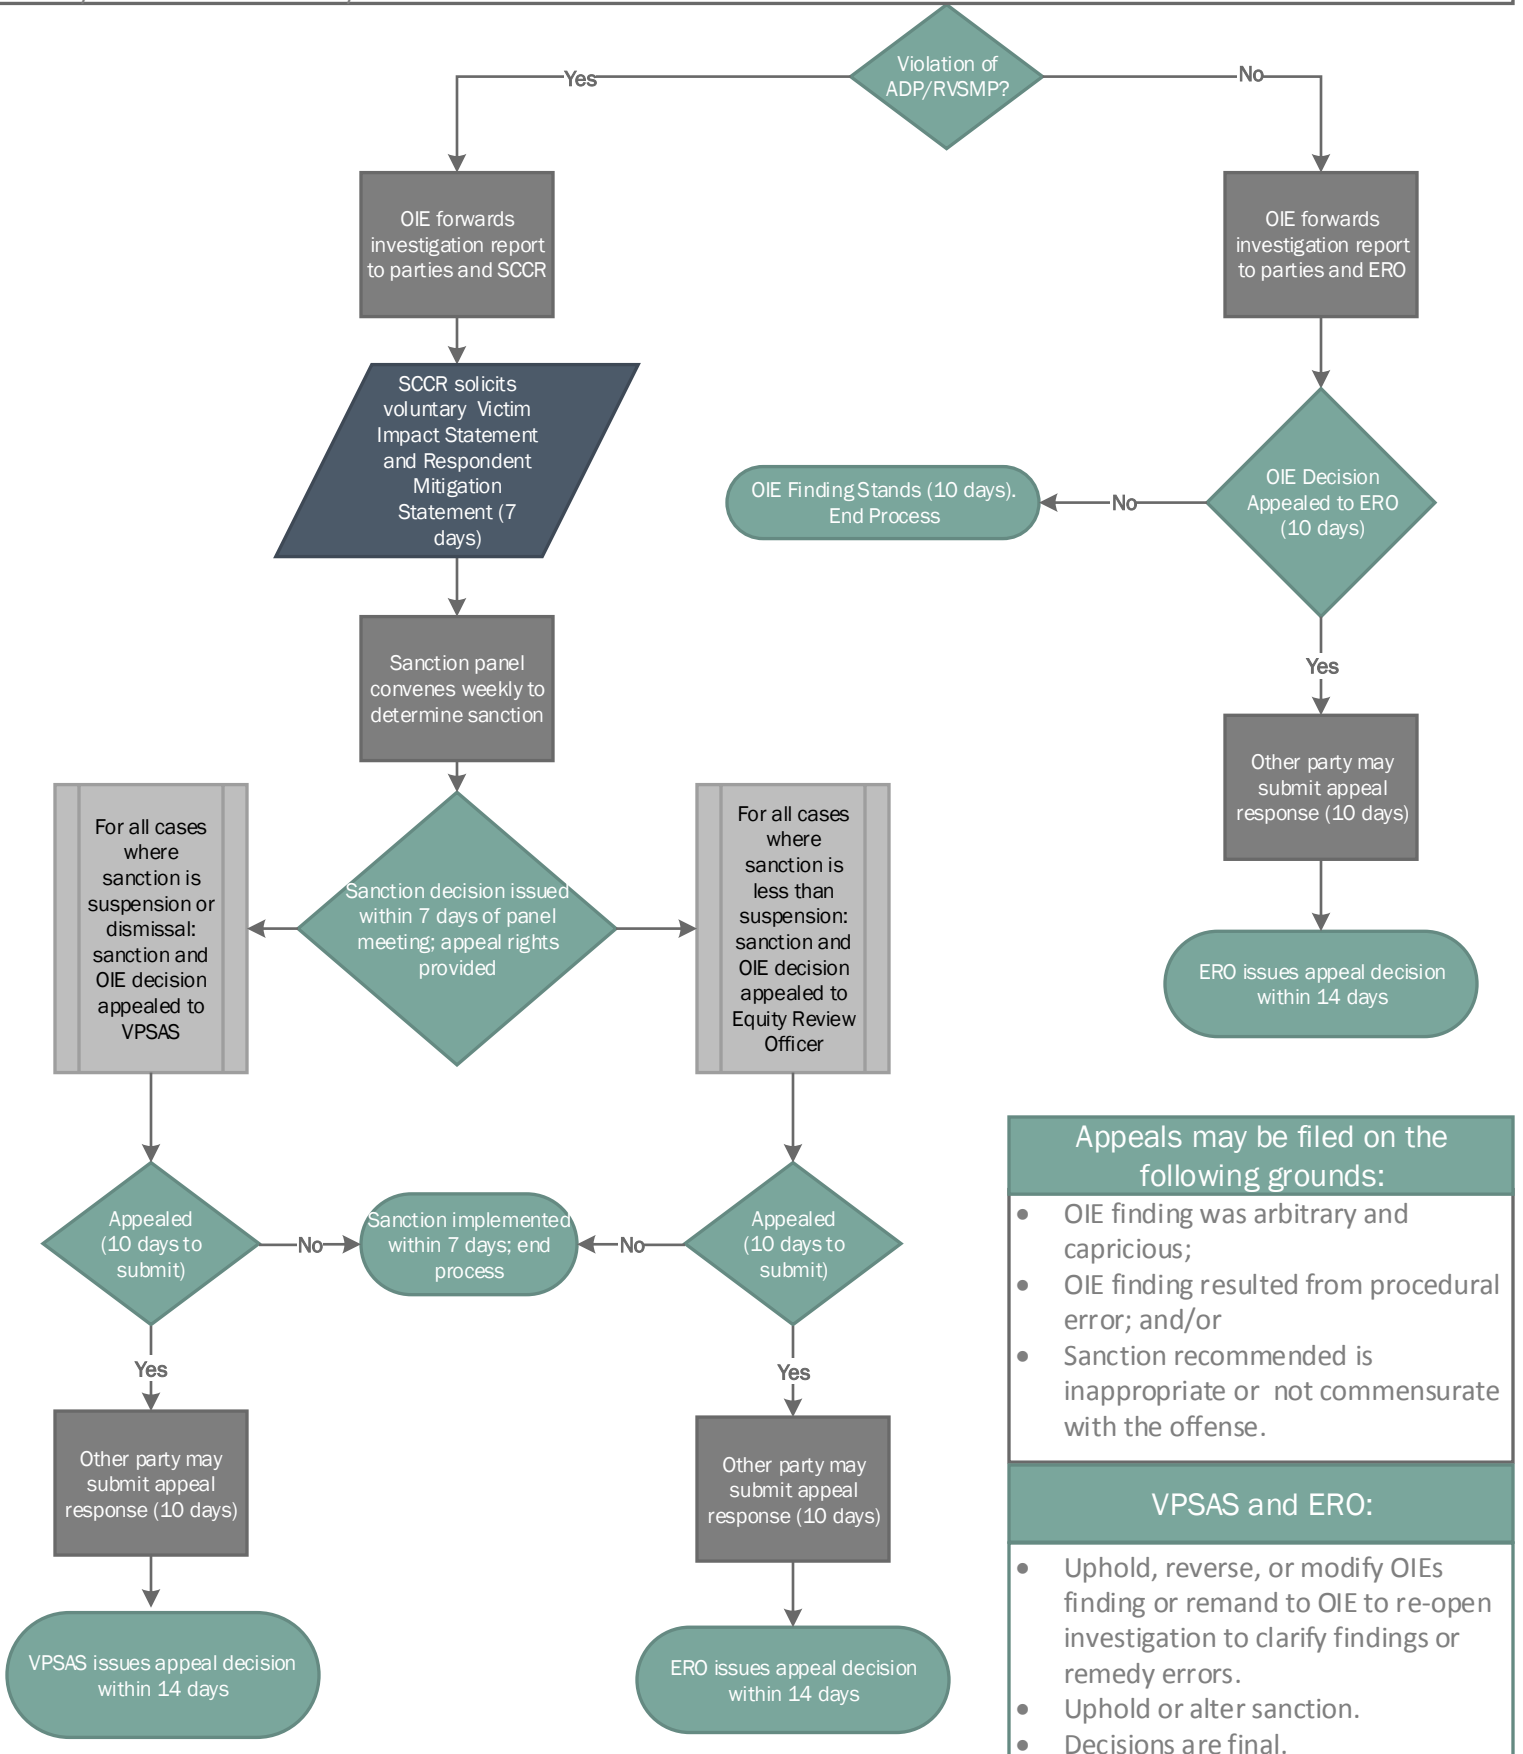 Violation of
ADP/RVSMP?
Yes
No
OIE forwards
investigation report
to parties and SCCR
OIE forwards
investigation report
to parties and ERO
SCCR solicits
voluntary  Victim
Impact Statement
and Respondent
Mitigation
Statement (7
days)
OIE Decision
Appealed to ERO
(10 days)
No
OIE Finding Stands (10 days).
End Process
Yes
Sanction panel
convenes weekly to
determine sanction
Other party may
submit appeal
response (10 days)
For all cases
where
sanction is
suspension or
dismissal:
sanction and
OIE decision
appealed to
VPSAS
Sanction decision issued
within 7 days of panel
meeting; appeal rights
provided
For all cases
where
sanction is
less than
suspension:
sanction and
OIE decision
appealed to
Equity Review
Officer
ERO issues appeal decision
within 14 days
Appealed
(10 days to
submit)
No
Sanction implemented
within 7 days; end
process
No
Appealed
(10 days to
submit)
Yes
Yes
Other party may
submit appeal
response (10 days)
Other party may
submit appeal
response (10 days)
VPSAS issues appeal decision
within 14 days
ERO issues appeal decision
within 14 days
Appeals may be filed on the
following grounds:
• OIE finding was arbitrary and
capricious;
• OIE finding resulted from procedural
error; and/or
• Sanction recommended is
inappropriate or  not commensurate
with the offense.
VPSAS and ERO:
• Uphold, reverse, or modify OIEs
finding or remand to OIE to re-open
investigation to clarify findings or
remedy errors.
• Uphold or alter sanction.
• Decisions are final.